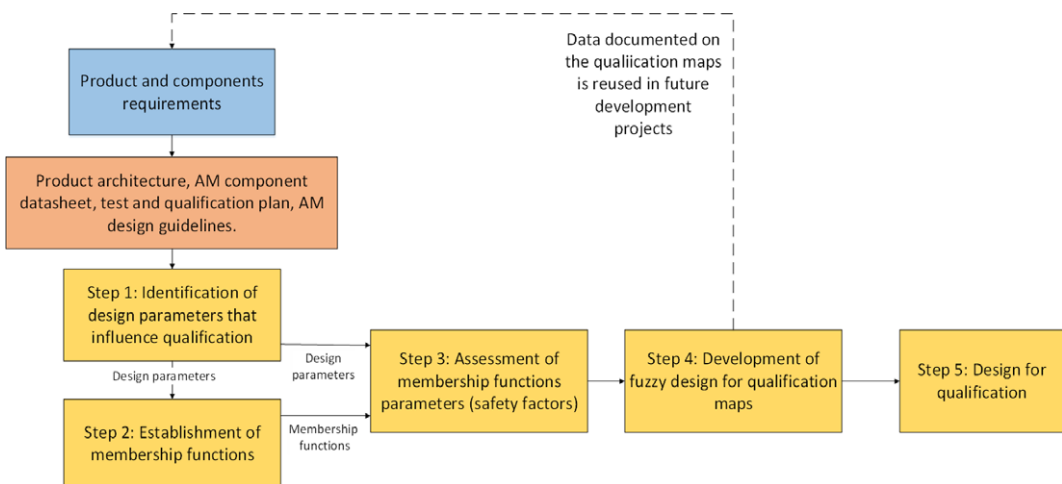 Data documented on
the qualiication maps
is reused in future
development
projects
Product and components
requirements
Product architecture, AM component
datasheet, test and qualification plan, AM
design guidelines.
Step 1: Identification of
design parameters that
influence qualification
Design
parameters
Design parameters
Step 2: Establishment of
membership functions
Membership
functions
Step 3: Assessment of
membership functions
parameters (safety factors)
Step 4: Development of
fuzzy design for qualification
maps
Step 5: Design for
qualification